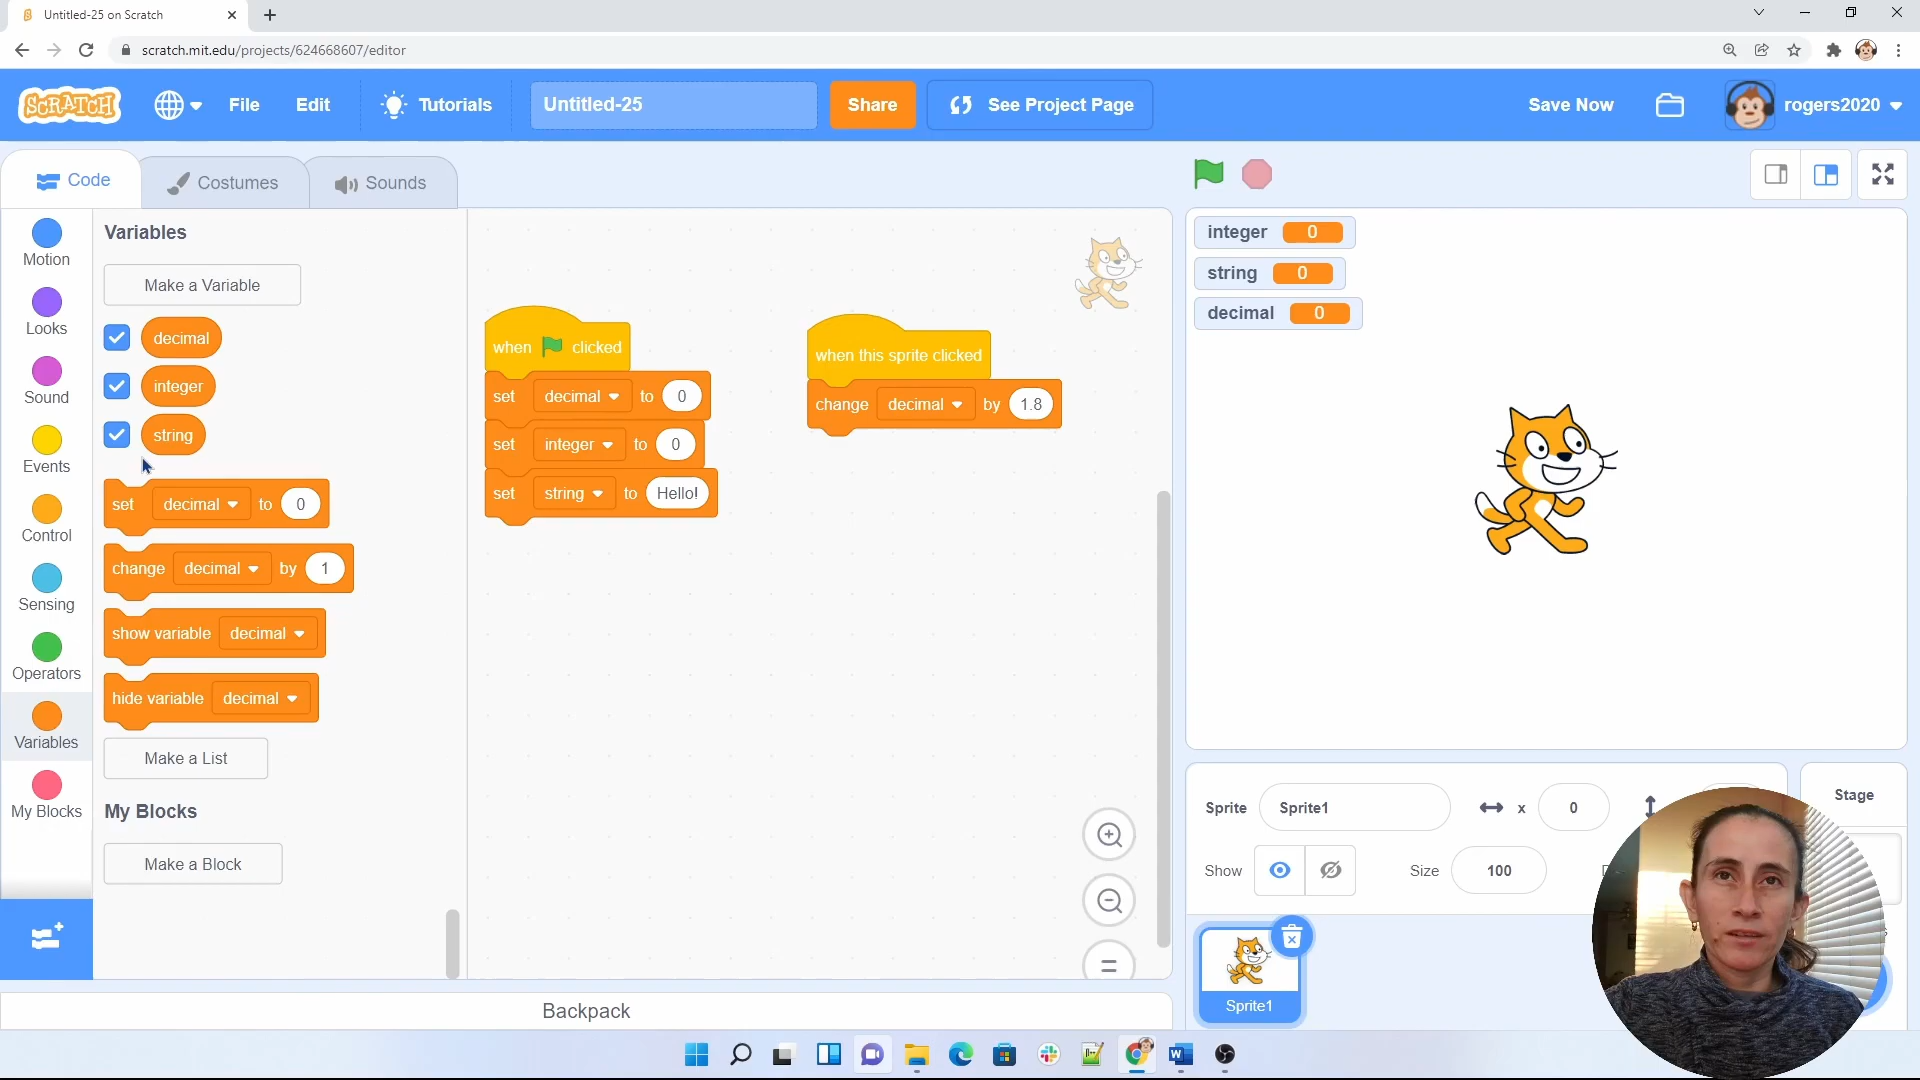 Untitled-25 on Scratch
scratch.mit.edu/projects/624668607/editor
SCRATCH
File
Edit
Tutorials
Untitled-25
Share
See Project Page
Save Now
rogers2020
Code
Costumes
Sounds
Motion
Looks
Sound
Events
Control
Sensing
Operators
Variables
My Blocks
Variables
Make a Variable
decimal
integer
string
set decimal to 0
change decimal by 1
show variable decimal
hide variable decimal
Make a List
My Blocks
Make a Block
when clicked
set decimal to 0
set integer to 0
set string to Hello!
when this sprite clicked
change decimal by 1.8
integer 0
string 0
decimal 0
Sprite Sprite1 x 0
Show Size 100
Stage
Sprite1
Backpack